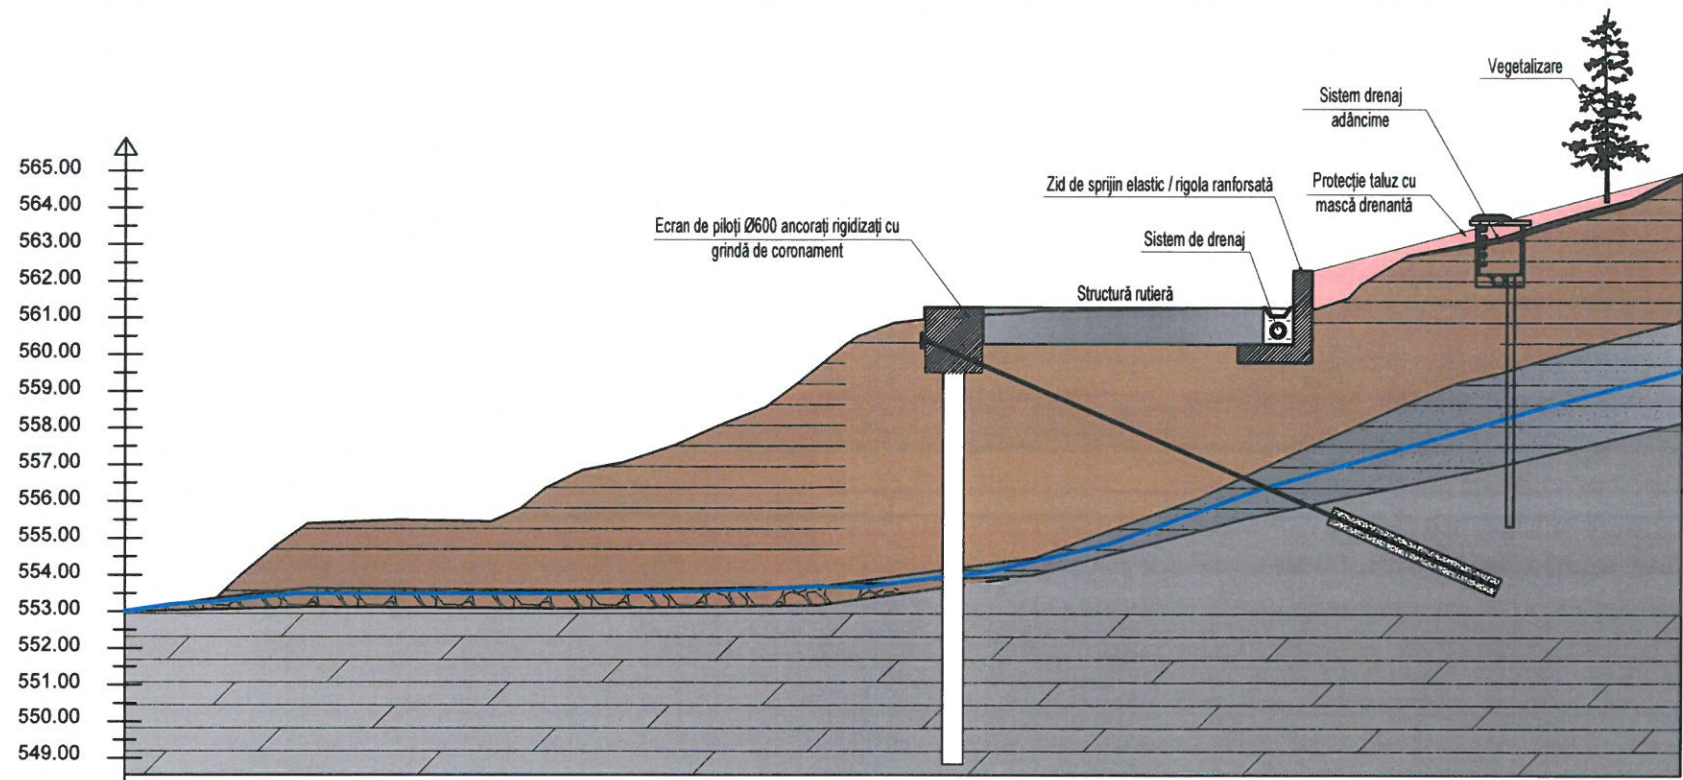 Vegetalizare
Sistem drenaj
adâncime
Zid de sprijin elastic / rigola ranforsată
Protecție taluz cu
mască drenantă
Ecran de piloți Ø600 ancorați rigidizați cu
grindă de coronament
Sistem de drenaj
Structură rutieră
565.00
564.00
563.00
562.00
561.00
560.00
559.00
558.00
557.00
556.00
555.00
554.00
553.00
552.00
551.00
550.00
549.00